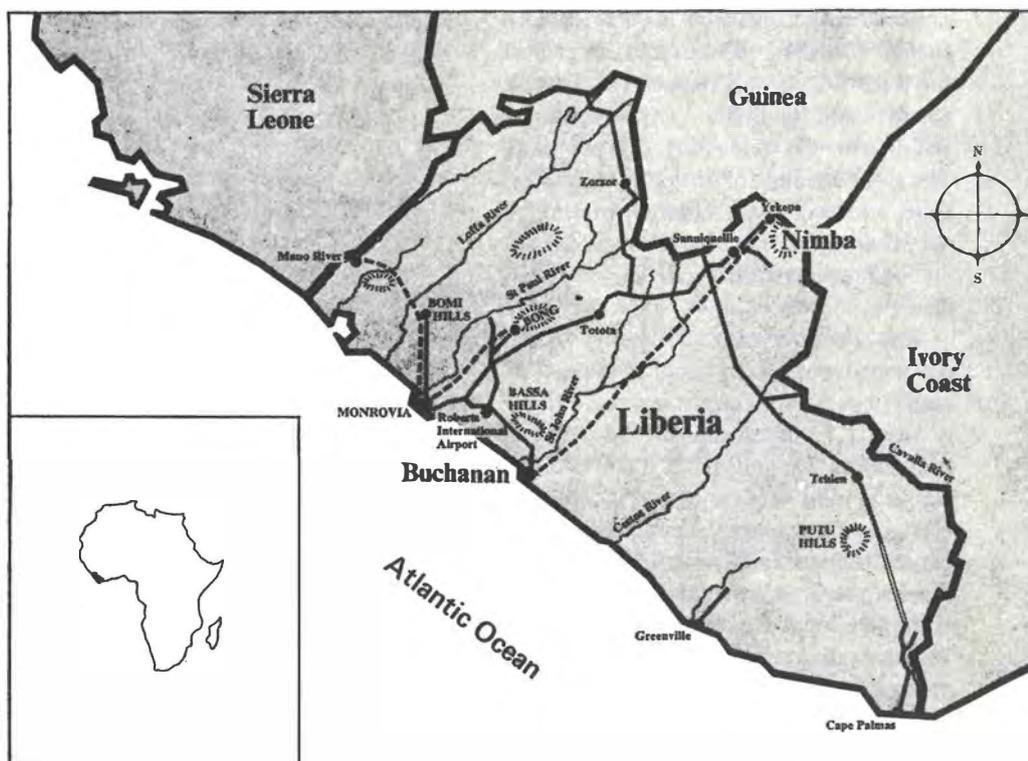 Sierra
Leone
Guinea
N
S
Zorzor
Yekepa
Sanniquellie
Nimba
Loffa River
Mano River
St Paul River
BOMI
HILLS
BONG
Totota
Ivory
Coast
BASSA
HILLS
St John River
MONROVIA
Roberts
International
Airport
Liberia
Buchanan
Cavalla River
Tchien
Cestos River
PUTU
HILLS
Atlantic Ocean
Greenville
Cape Palmas